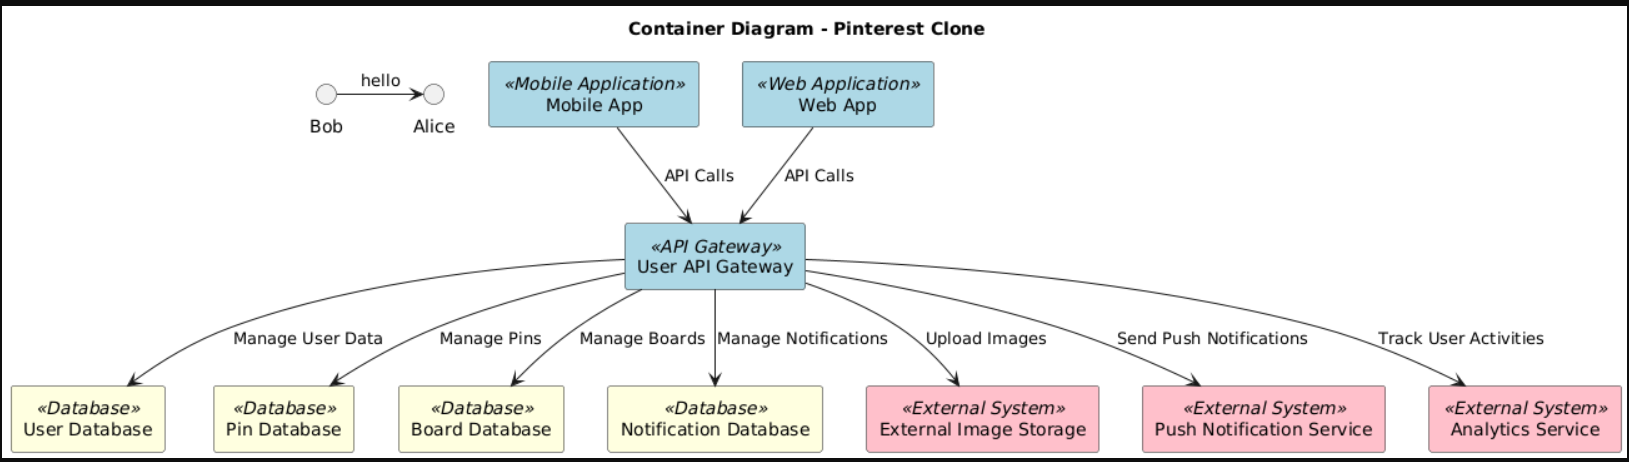 Container Diagram - Pinterest Clone
hello
Bob
Alice
«Mobile Application»
Mobile App
«Web Application»
Web App
API Calls
API Calls
«API Gateway»
User API Gateway
Manage User Data
Manage Pins
Manage Boards
Manage Notifications
Upload Images
Send Push Notifications
Track User Activities
«Database»
User Database
«Database»
Pin Database
«Database»
Board Database
«Database»
Notification Database
«External System»
External Image Storage
«External System»
Push Notification Service
«External System»
Analytics Service